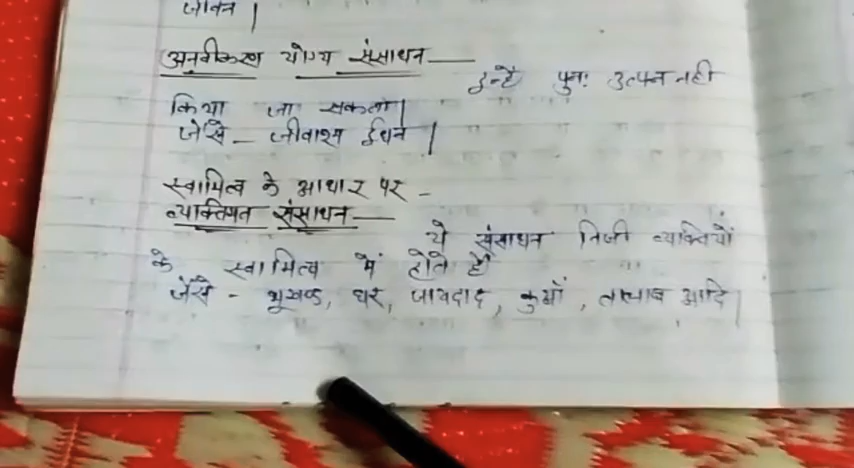 जीवन |
अनवीकरण योग्य संसाधन —
इन्हें पुनः उत्पन्न नही
किया जा सकता |
जैसे – जीवाश्म ईंधन |
स्वामित्व के आधार पर –
व्यक्तिगत संसाधन —
ये संसाधन निजी व्यक्तियों
के स्वामित्व में होते हैं
जैसे - भूखण्ड, घर, जायदाद, कुआँ, तालाब आदि |